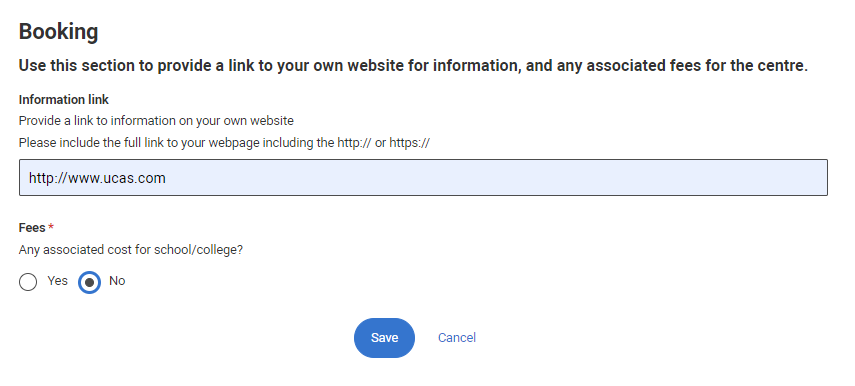 Booking
Use this section to provide a link to your own website for information, and any associated fees for the centre.
Information link
Provide a link to information on your own website
Please include the full link to your webpage including the http:// or https://
http://www.ucas.com
Fees *
Any associated cost for school/college?
Yes No
Save Cancel